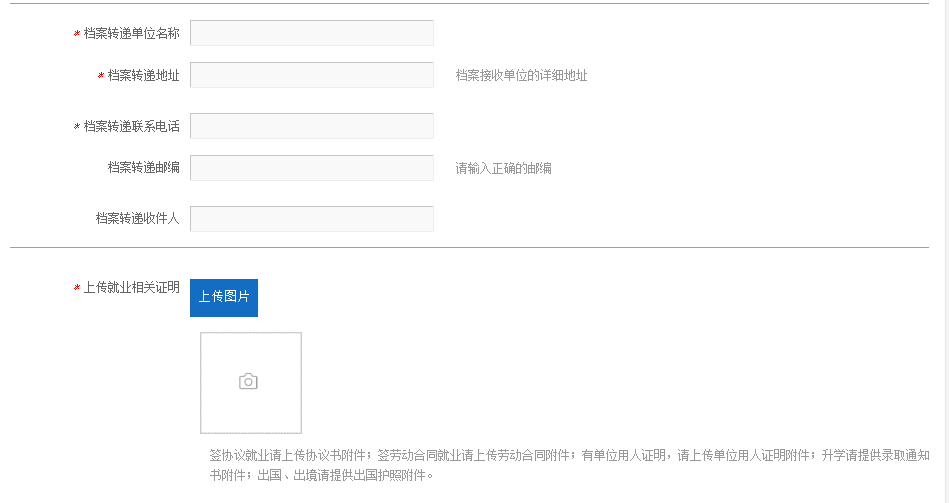 * 档案转递单位名称
* 档案转递地址 档案接收单位的详细地址
* 档案转递联系电话
档案转递邮编 请输入正确的邮编
档案转递收件人
* 上传就业相关证明 上传图片
签协议就业请上传协议书附件；签劳动合同就业请上传劳动合同附件；有单位用人证明，请上传单位用人证明附件；升学请提供录取通知
书附件；出国、出境请提供出国护照附件。